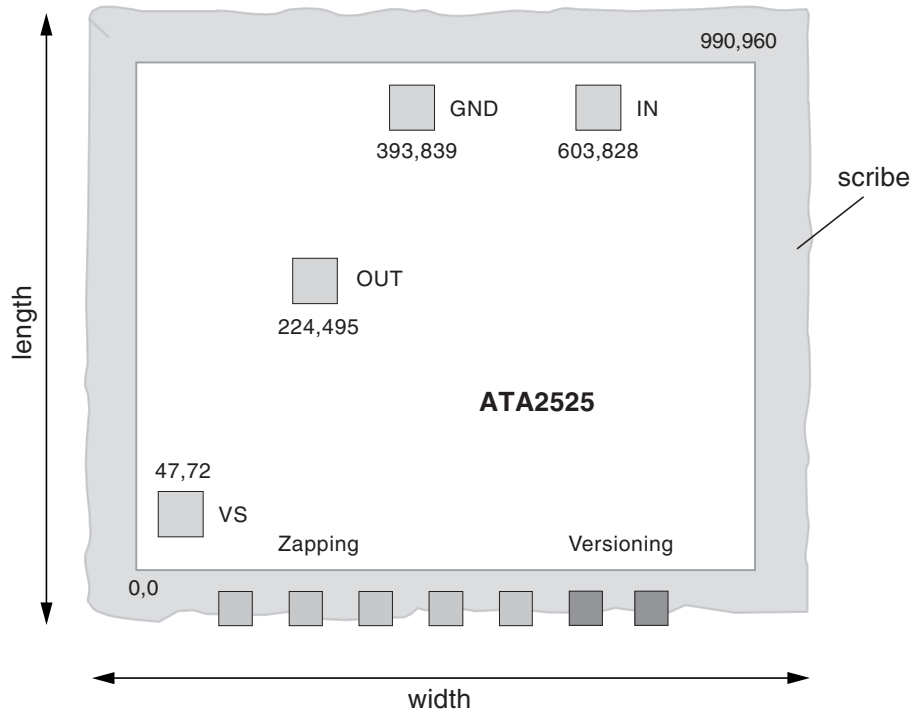 990,960
GND
IN
393,839
603,828
scribe
OUT
224,495
length
ATA2525
47,72
VS
Zapping
Versioning
0,0
width